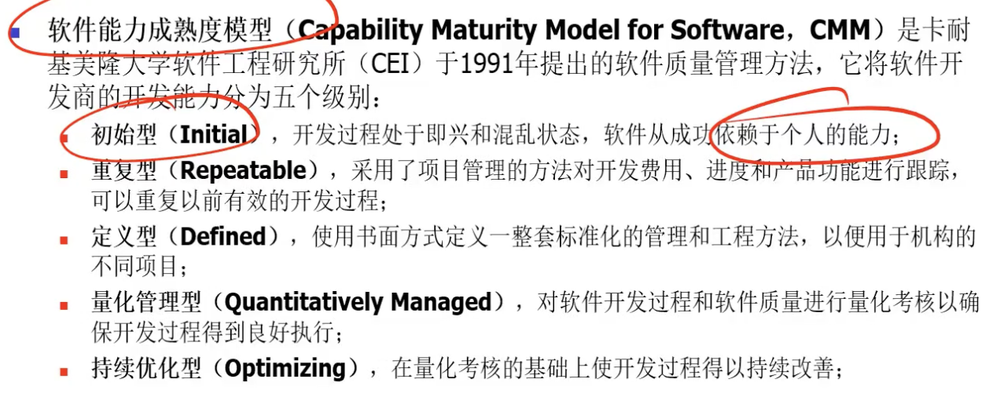 软件能力成熟度模型（Capability Maturity Model for Software，CMM）是卡耐
基美隆大学软件工程研究所（CEI）于1991年提出的软件质量管理方法，它将软件开
发商的开发能力分为五个级别：
初始型（Initial），开发过程处于即兴和混乱状态，软件从成功依赖于个人的能力；
重复型（Repeatable），采用了项目管理的方法对开发费用、进度和产品功能进行跟踪，
可以重复以前有效的开发过程；
定义型（Defined），使用书面方式定义一整套标准化的管理和工程方法，以便用于机构的
不同项目；
量化管理型（Quantitatively Managed），对软件开发过程和软件质量进行量化考核以确
保开发过程得到良好执行；
持续优化型（Optimizing），在量化考核的基础上使开发过程得以持续改善；